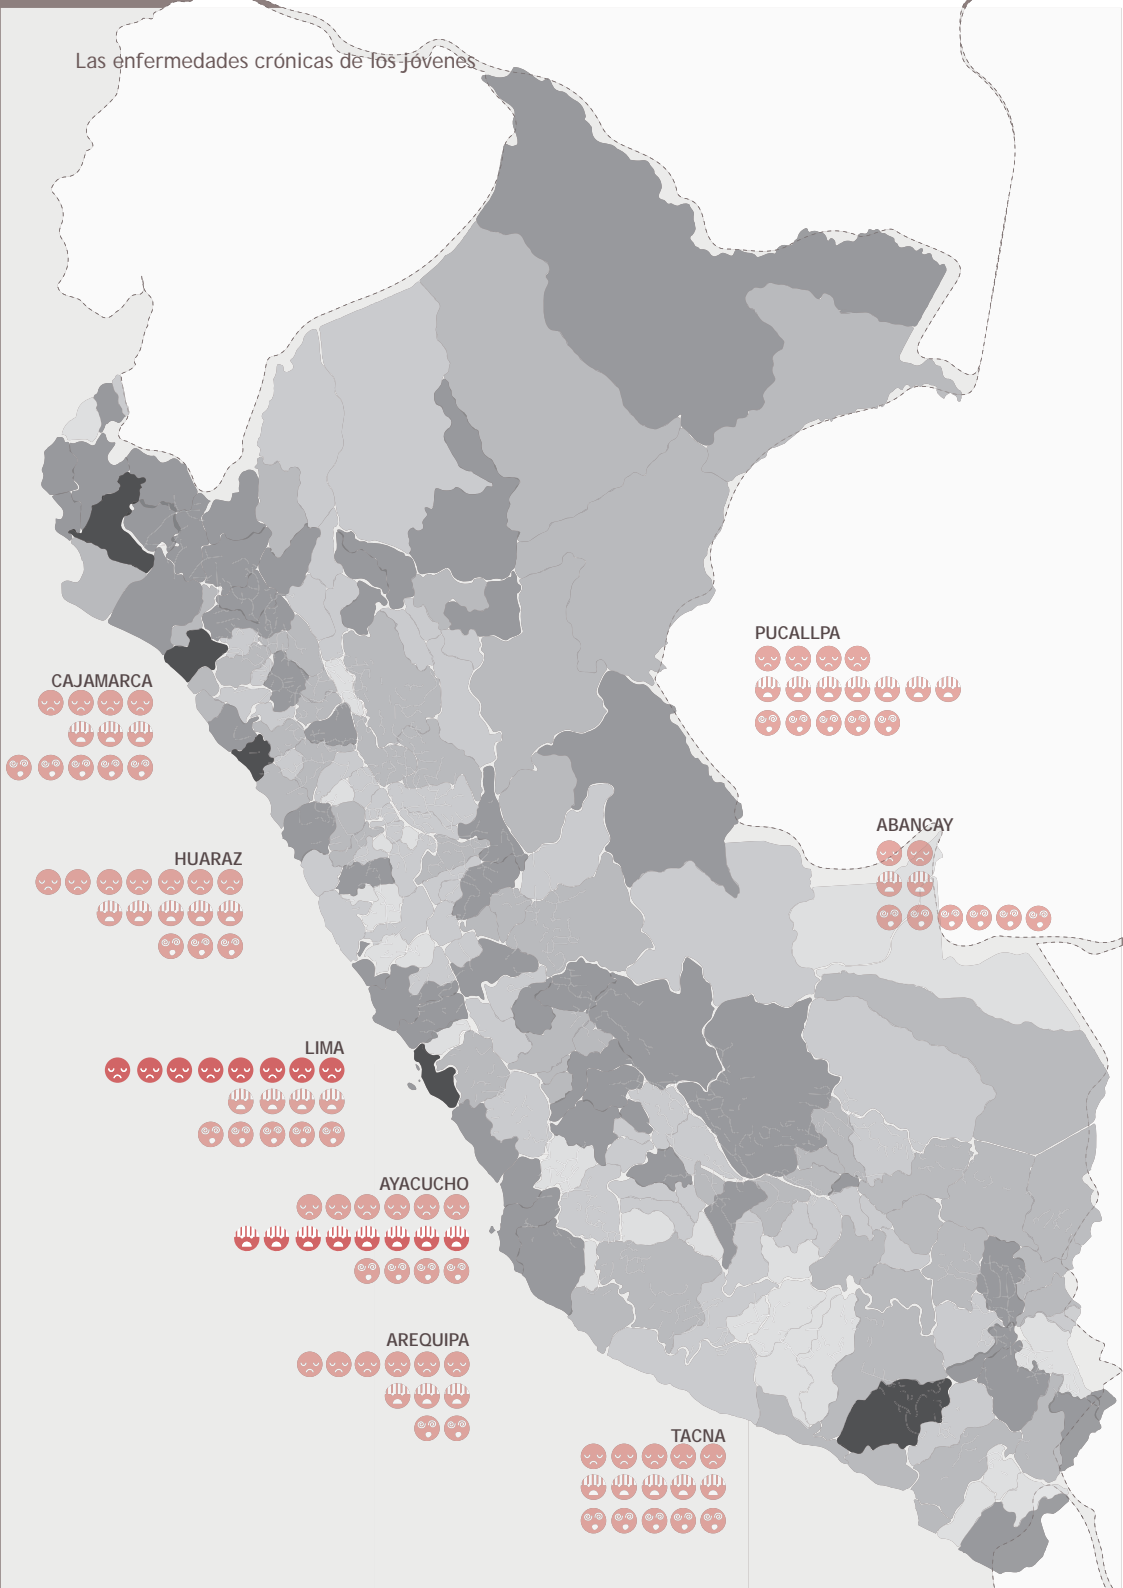 Las enfermedades crónicas de los jóvenes
PUCALLPA
CAJAMARCA
ABANCAY
HUARAZ
LIMA
AYACUCHO
AREQUIPA
TACNA